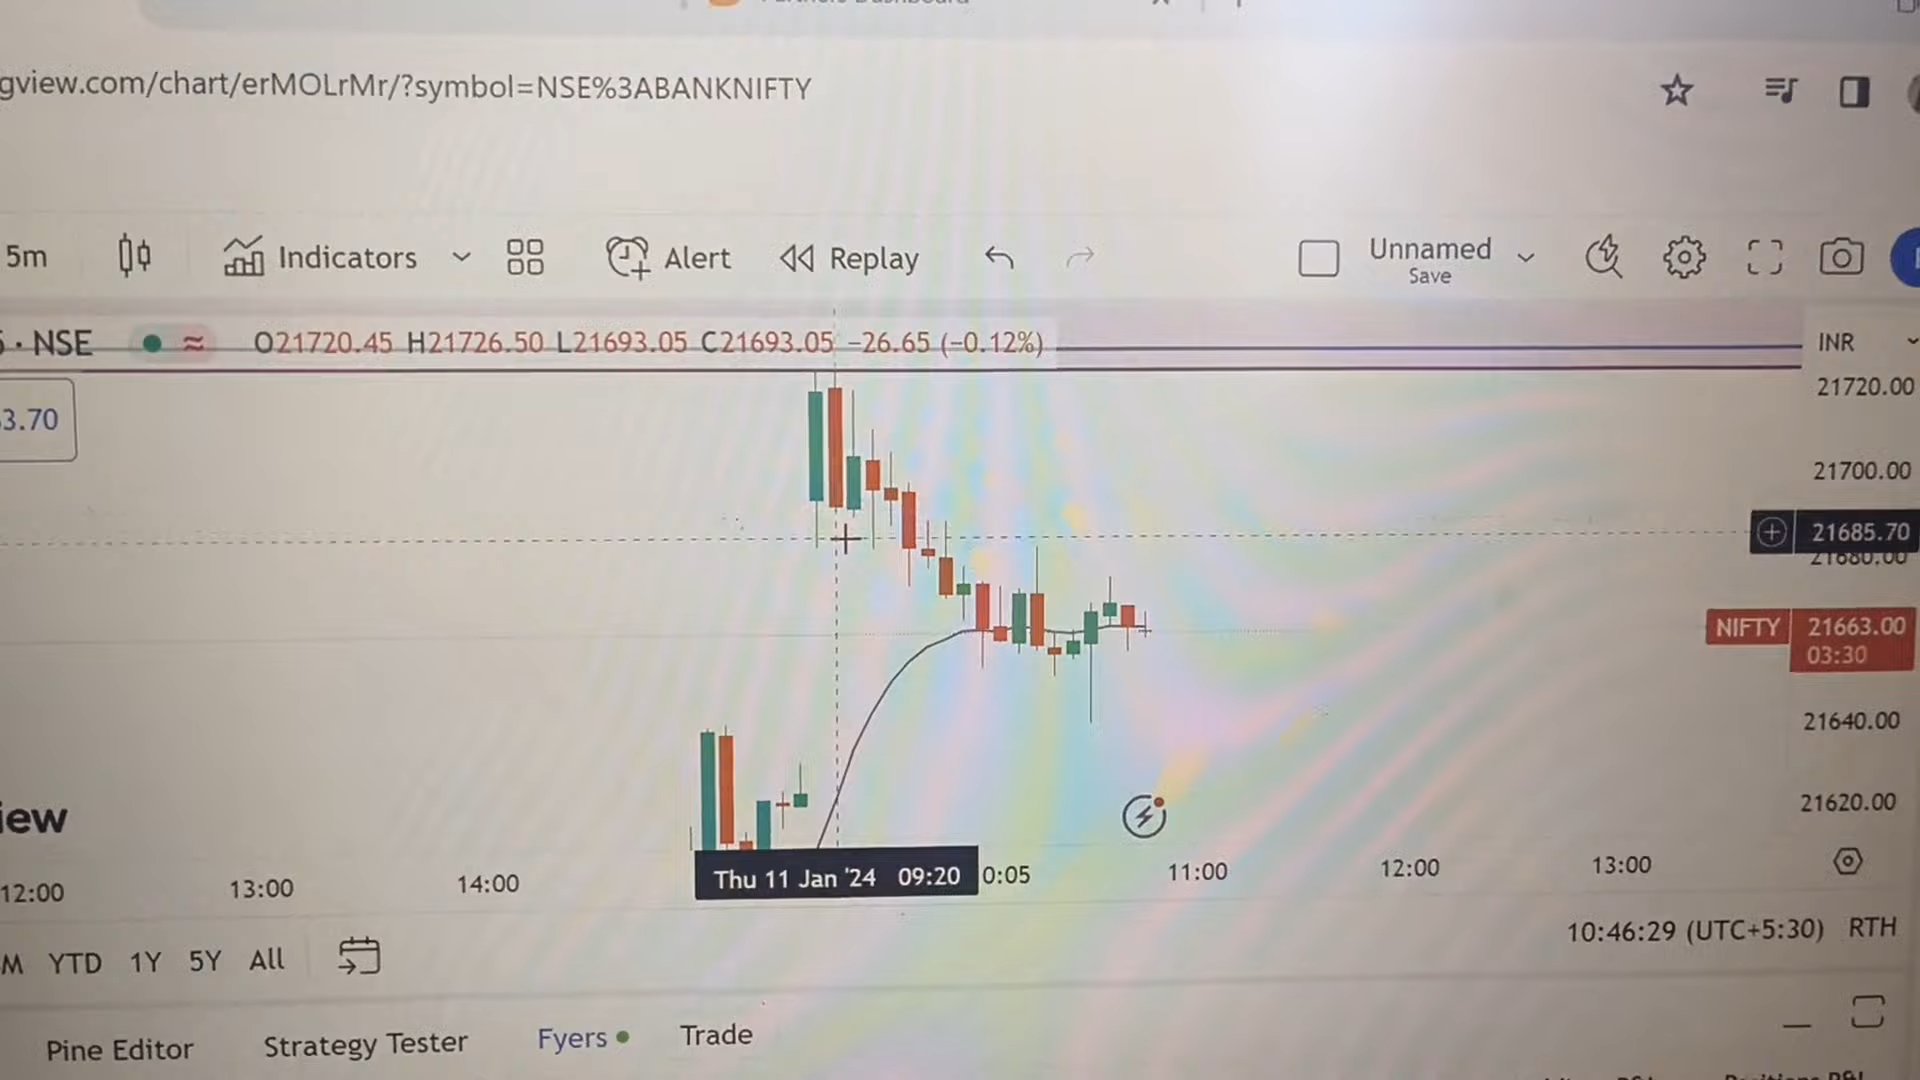 gview.com/chart/erMOLrMr/?symbol=NSE%3ABANKNIFTY
5m Indicators Alert Replay Unnamed
Save
· NSE O21720.45 H21726.50 L21693.05 C21693.05 −26.65 (−0.12%) INR
21720.00
3.70
21700.00
21685.70
21680.00
NIFTY 21663.00
03:30
21640.00
21620.00
iew
12:00 13:00 14:00 Thu 11 Jan '24 09:20 0:05 11:00 12:00 13:00
M YTD 1Y 5Y All 10:46:29 (UTC+5:30) RTH
Pine Editor Strategy Tester Fyers Trade